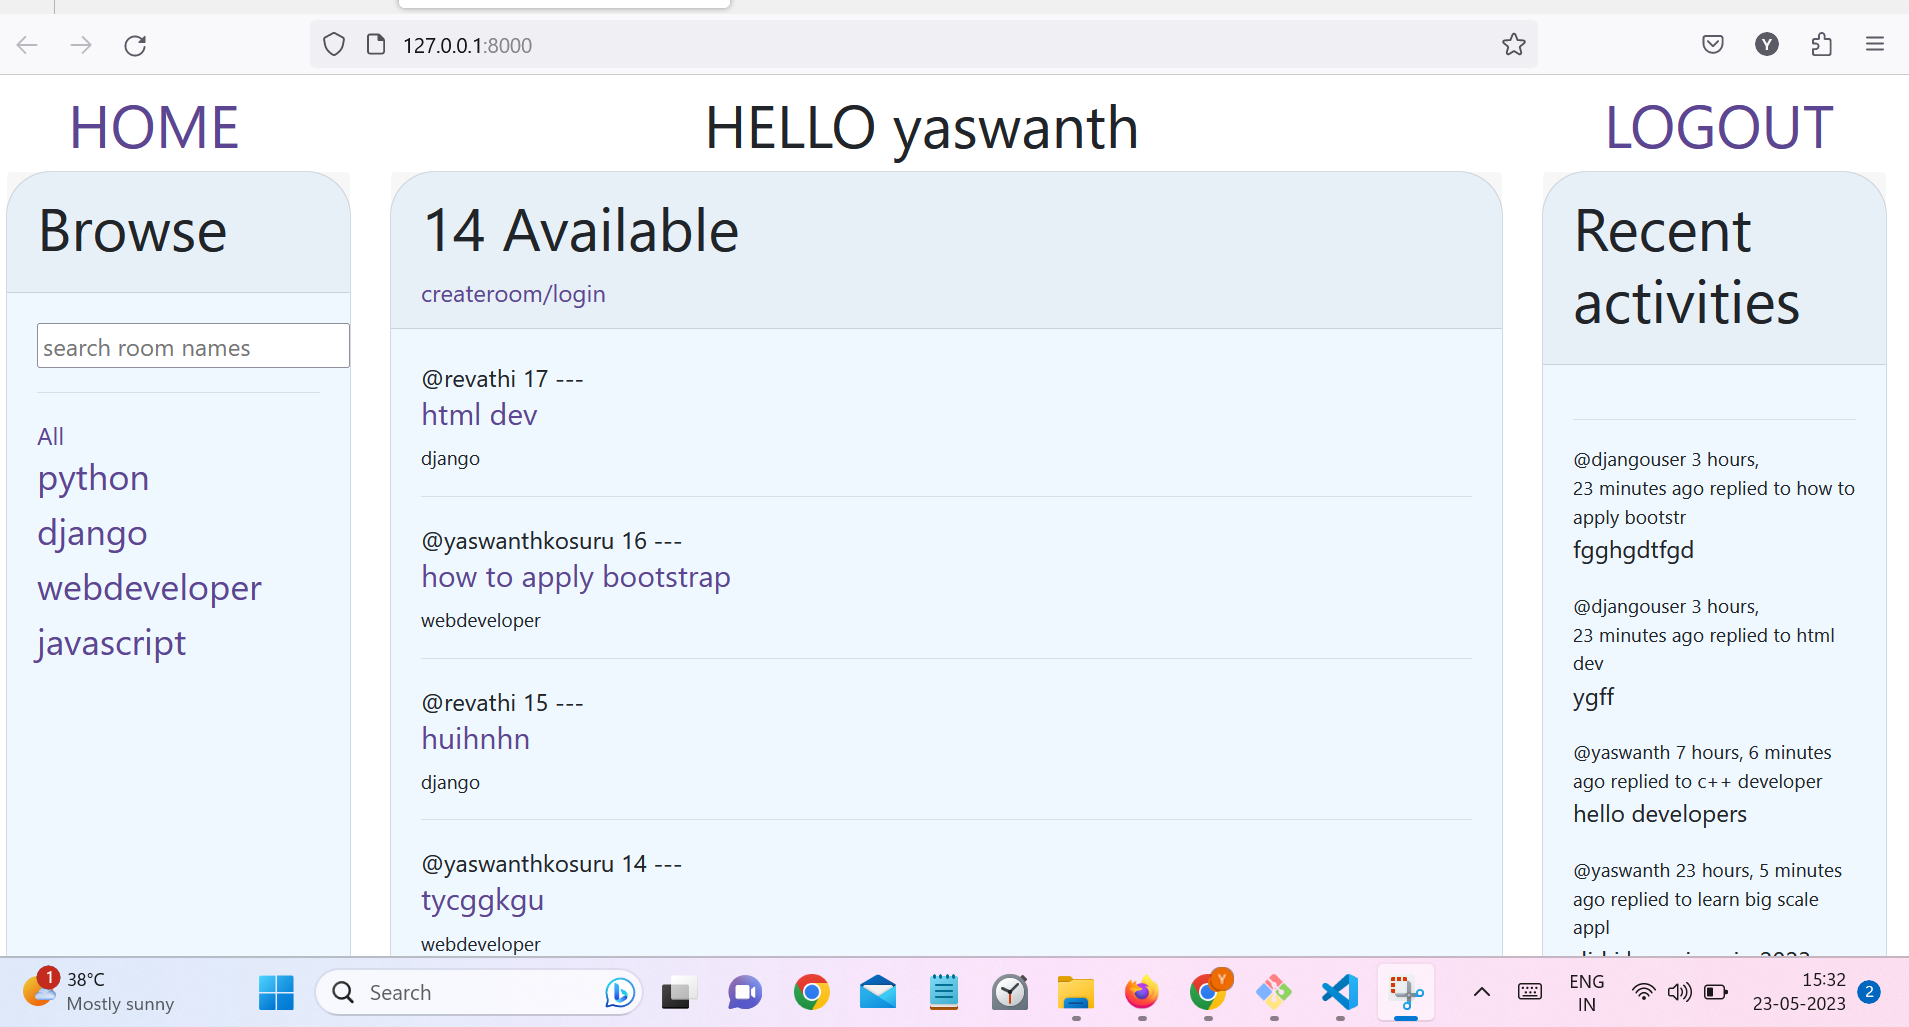 127.0.0.1:8000
Y
HOME
HELLO yaswanth
LOGOUT
Browse
search room names
All
python
django
webdeveloper
javascript
14 Available
createroom/login
@revathi 17 ---
html dev
django
@yaswanthkosuru 16 ---
how to apply bootstrap
webdeveloper
@revathi 15 ---
huihnhn
django
@yaswanthkosuru 14 ---
tycggkgu
webdeveloper
Recent
activities
@djangouser 3 hours,
23 minutes ago replied to how to
apply bootstr
fgghgdtfgd
@djangouser 3 hours,
23 minutes ago replied to html
dev
ygff
@yaswanth 7 hours, 6 minutes
ago replied to c++ developer
hello developers
@yaswanth 23 hours, 5 minutes
ago replied to learn big scale
appl
1
38°C
Mostly sunny
Search
Y
ENG
IN
15:32
23-05-2023
2